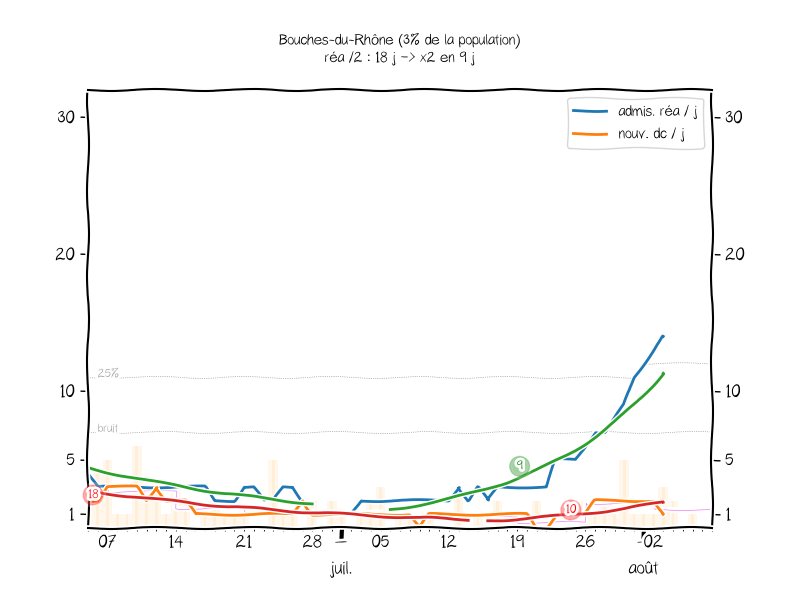 Bouches-du-Rhône (3% de la population)
réa /2 : 18 j -> x2 en 9 j
admis. réa / j
nouv. dc / j
30
30
20
20
25%
10
10
bruit
5
5
9
18
10
1
1
07 14 21 28 05 12 19 26 02
juil. août